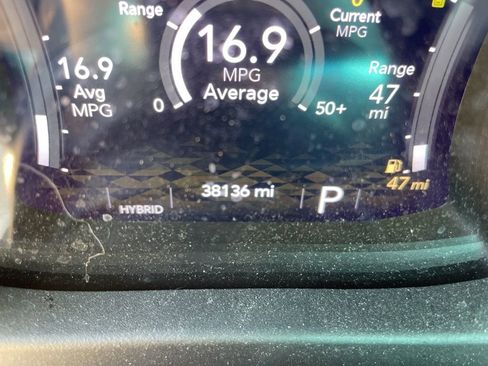 Range
0
Current
MPG
16.9
MPG
Average
0
50+
16.9
Avg
MPG
Range
47
mi
HYBRID
38136 mi
P
47 mi